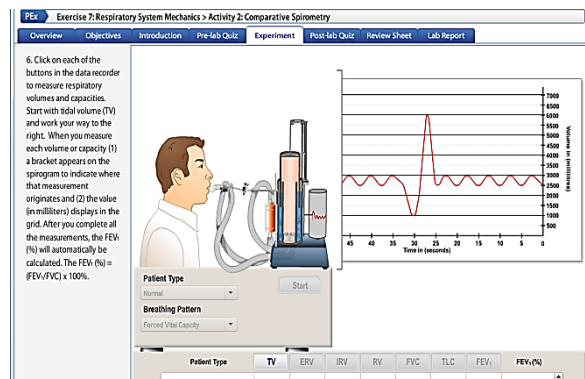 PEx Exercise 7: Respiratory System Mechanics > Activity 2: Comparative Spirometry
Overview Objectives Introduction Pre-lab Quiz Experiment Post-lab Quiz Review Sheet Lab Report
6. Click on each of the
buttons in the data recorder
to measure respiratory
volumes and capacities.
Start with tidal volume (TV)
and work your way to the
right. When you measure
each volume or capacity (1)
a bracket appears on the
spirogram to indicate where
that measurement
originates and (2) the value
(in milliliters) displays in the
grid. After you complete all
the measurements, the FEV₁
(%) will automatically be
calculated. The FEV₁ (%) =
(FEV₁/FVC) x 100%.
7000
6500
6000
5500
5000
4500
4000
3500
3000
2500
2000
1500
1000
500
Volume in (milliliters)
45 40 35 30 25 20 15 10 5 0
Time in (seconds)
Patient Type
Normal
Start
Breathing Pattern
Forced Vital Capcity
Patient Type TV ERV IRV RV FVC TLC FEV₁ FEV₁ (%)